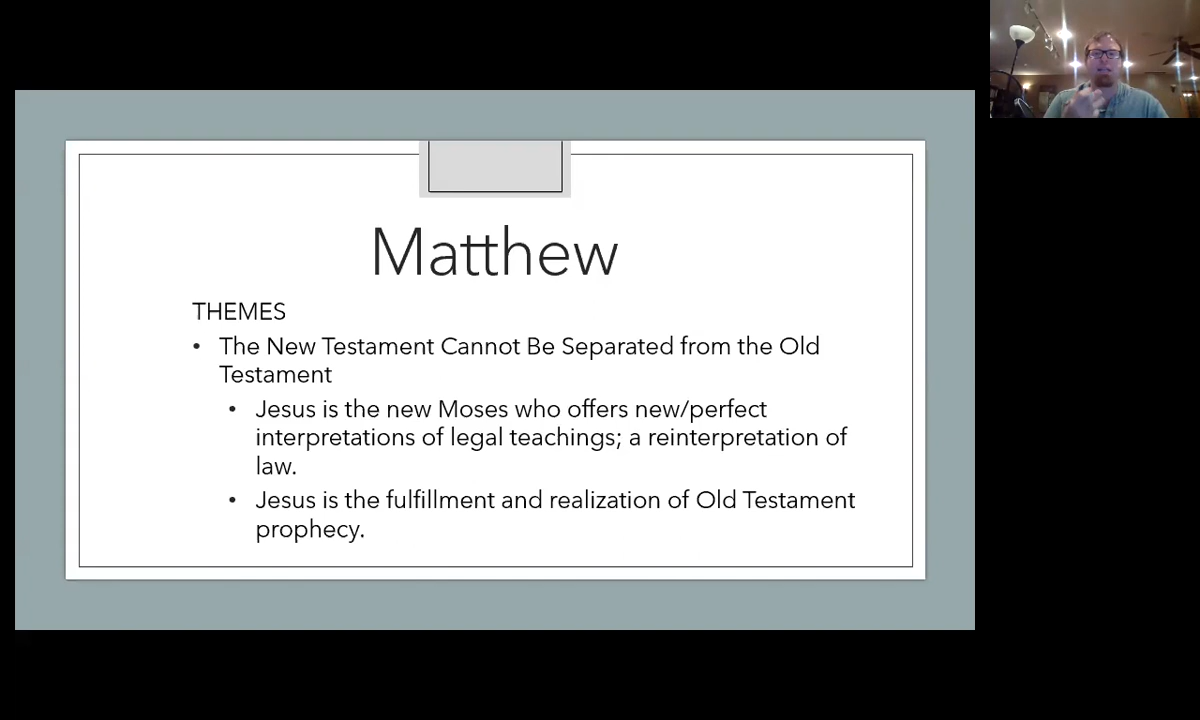 Matthew
THEMES
• The New Testament Cannot Be Separated from the Old
Testament
• Jesus is the new Moses who offers new/perfect
interpretations of legal teachings; a reinterpretation of
law.
• Jesus is the fulfillment and realization of Old Testament
prophecy.